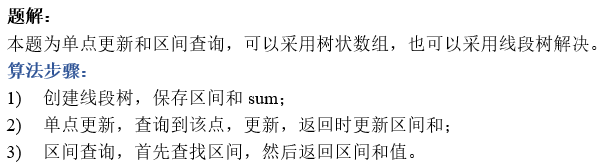 题解：
本题为单点更新和区间查询，可以采用树状数组，也可以采用线段树解决。
算法步骤：
1) 创建线段树，保存区间和 sum；
2) 单点更新，查询到该点，更新，返回时更新区间和；
3) 区间查询，首先查找区间，然后返回区间和值。